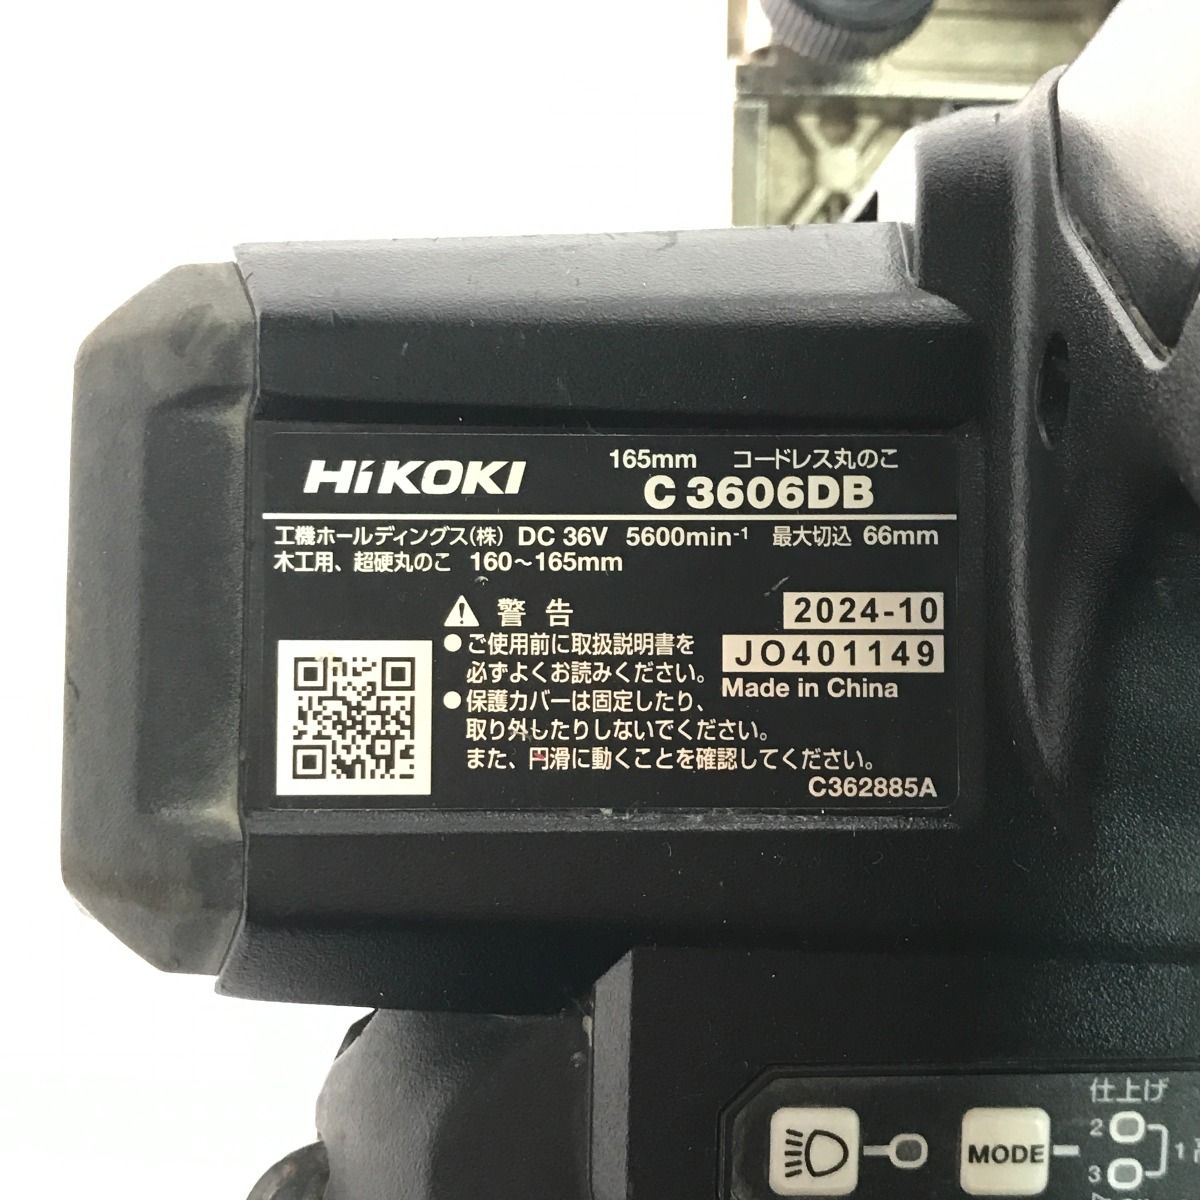 HiKOKI
165mm コードレス丸のこ
C 3606DB
工機ホールディングス(株) DC 36V 5600min-1 最大切込 66mm
木工用、超硬丸のこ 160～165mm
警告
●ご使用前に取扱説明書を
必ずよくお読みください。
●保護カバーは固定したり、
取り外したりしないでください。
また、円滑に動くことを確認してください。
2024-10
JO401149
Made in China
C362885A
仕上げ
MODE
2
3
1